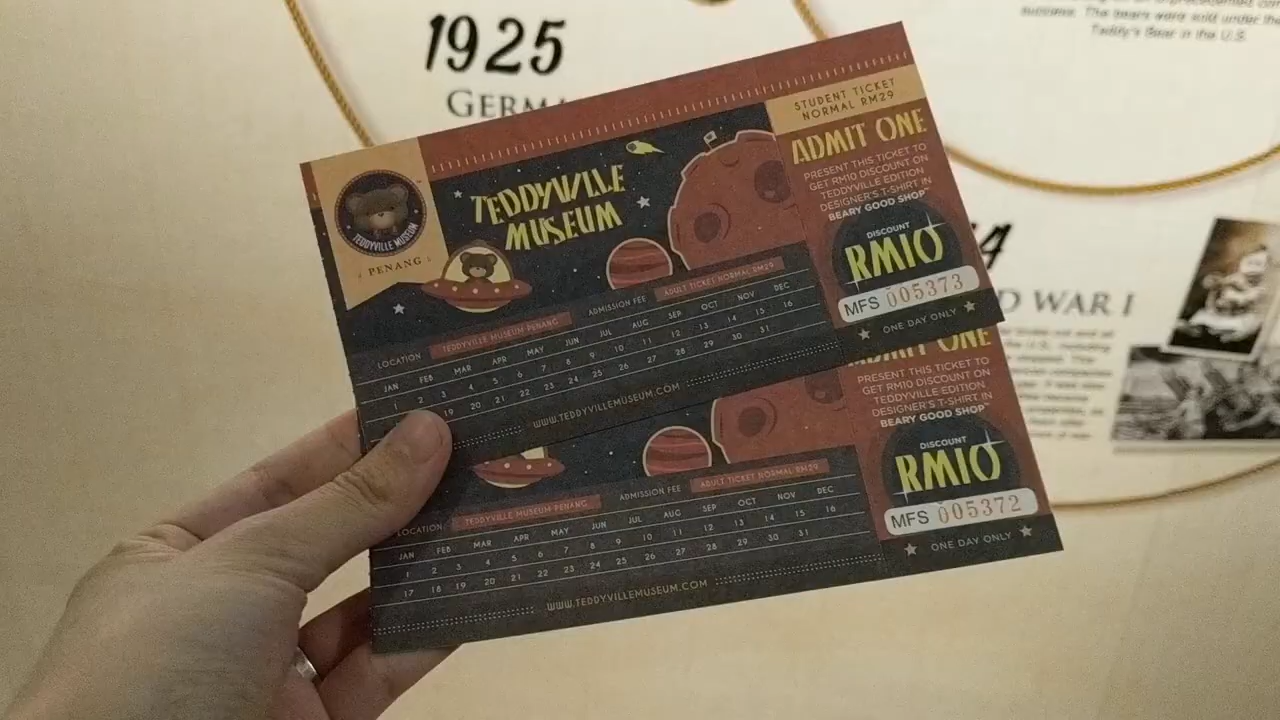 1925
GERMA
success. The bears were sold under the
Teddy's Bear in the U.S.
STUDENT TICKET
NORMAL RM29
ADMIT ONE
PRESENT THIS TICKET TO
GET RM10 DISCOUNT ON
TEDDYVILLE EDITION
DESIGNER'S T-SHIRT IN
BEARY GOOD SHOP™
DISCOUNT
RM10
MFS 005373
ONE DAY ONLY
TEDDYVILLE MUSEUM
PENANG
TEDDYVILLE
MUSEUM
LOCATION TEDDYVILLE MUSEUM PENANG ADMISSION FEE ADULT TICKET NORMAL RM29
JAN FEB MAR APR MAY JUN JUL AUG SEP OCT NOV DEC
1 2 3 4 5 6 7 8 9 10 11 12 13 14 15 16
19 20 21 22 23 24 25 26 27 28 29 30 31
WWW.TEDDYVILLEMUSEUM.COM
4
D WAR I
ADMIT ONE
PRESENT THIS TICKET TO
GET RM10 DISCOUNT ON
TEDDYVILLE EDITION
DESIGNER'S T-SHIRT IN
BEARY GOOD SHOP™
DISCOUNT
RM10
MFS 005372
ONE DAY ONLY
LOCATION TEDDYVILLE MUSEUM PENANG ADMISSION FEE ADULT TICKET NORMAL RM29
JAN FEB MAR APR MAY JUN JUL AUG SEP OCT NOV DEC
1 2 3 4 5 6 7 8 9 10 11 12 13 14 15 16
17 18 19 20 21 22 23 24 25 26 27 28 29 30 31
WWW.TEDDYVILLEMUSEUM.COM